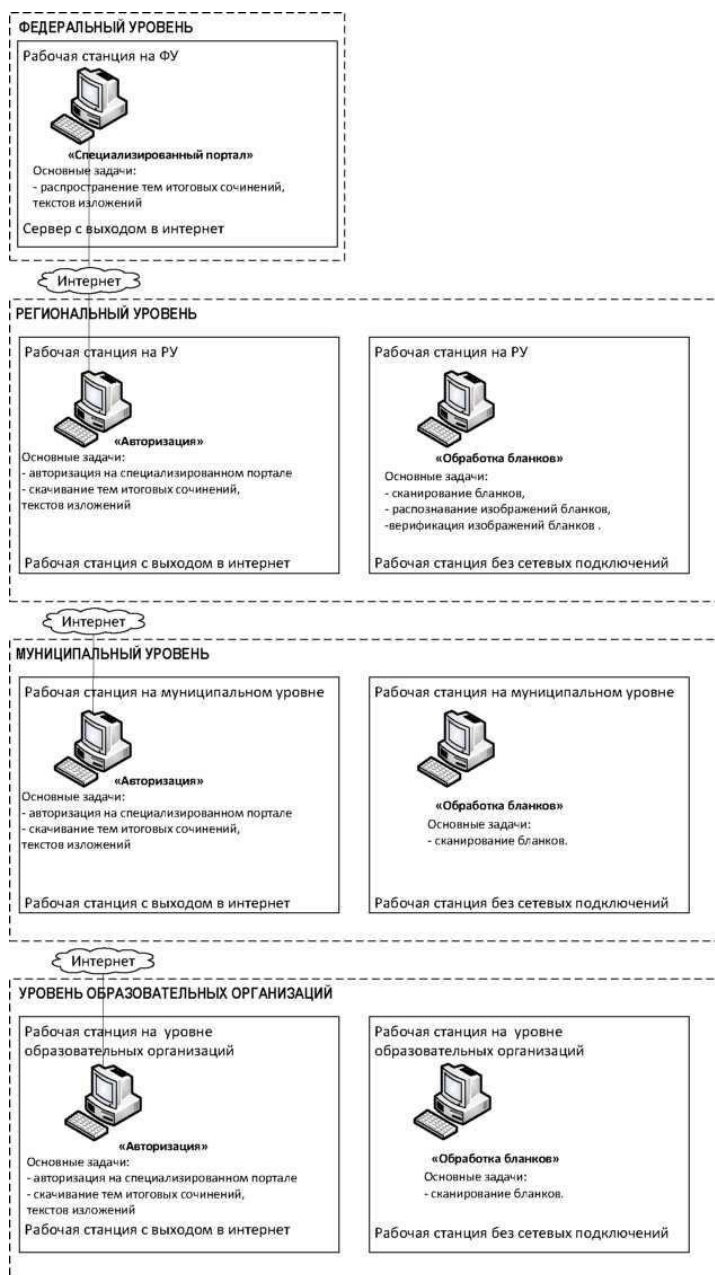 ФЕДЕРАЛЬНЫЙ УРОВЕНЬ
Рабочая станция на ФУ
«Специализированный портал»
Основные задачи:
- распространение тем итоговых сочинений,
текстов изложений
Сервер с выходом в интернет
Интернет
РЕГИОНАЛЬНЫЙ УРОВЕНЬ
Рабочая станция на РУ
«Авторизация»
Основные задачи:
- авторизация на специализированном портале
- скачивание тем итоговых сочинений,
текстов изложений
Рабочая станция с выходом в интернет
Рабочая станция на РУ
«Обработка бланков»
Основные задачи:
- сканирование бланков,
- распознавание изображений бланков,
-верификация изображений бланков .
Рабочая станция без сетевых подключений
Интернет
МУНИЦИПАЛЬНЫЙ УРОВЕНЬ
Рабочая станция на муниципальном уровне
«Авторизация»
Основные задачи:
- авторизация на специализированном портале
- скачивание тем итоговых сочинений,
текстов изложений
Рабочая станция с выходом в интернет
Рабочая станция на муниципальном уровне
«Обработка бланков»
Основные задачи:
- сканирование бланков.
Рабочая станция без сетевых подключений
Интернет
УРОВЕНЬ ОБРАЗОВАТЕЛЬНЫХ ОРГАНИЗАЦИЙ
Рабочая станция на уровне
образовательных организаций
«Авторизация»
Основные задачи:
- авторизация на специализированном портале
- скачивание тем итоговых сочинений,
текстов изложений
Рабочая станция с выходом в интернет
Рабочая станция на уровне
образовательных организаций
«Обработка бланков»
Основные задачи:
- сканирование бланков.
Рабочая станция без сетевых подключений